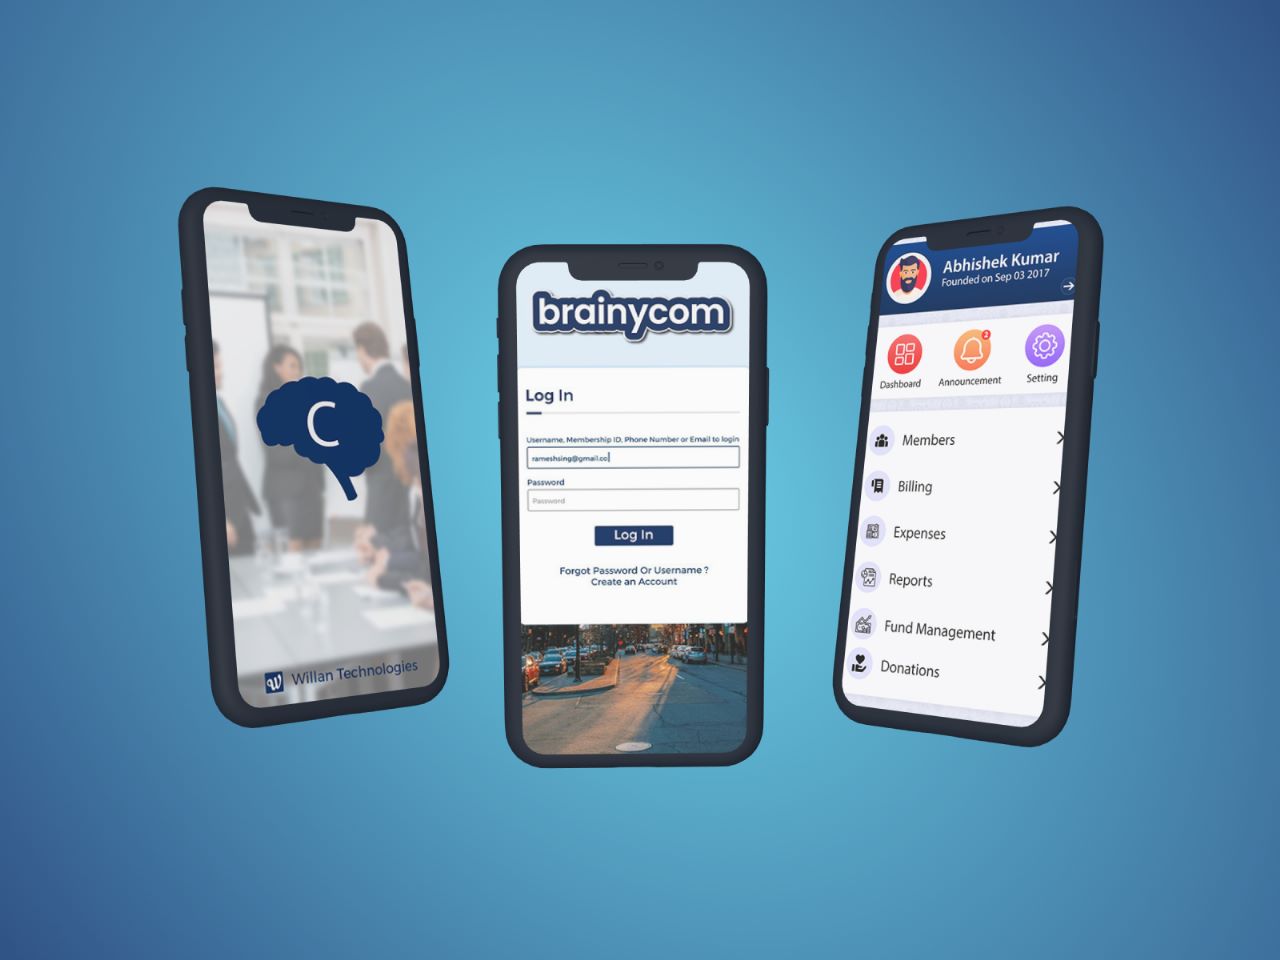 C
Willan Technologies
brainycom
Log In
Username, Membership ID, Phone Number or Email to login
rameshsing@gmail.co
Password
Password
Log In
Forgot Password Or Username ?
Create an Account
Abhishek Kumar
Founded on Sep 03 2017
2
Dashboard
Announcement
Setting
Members
Billing
Expenses
Reports
Fund Management
Donations